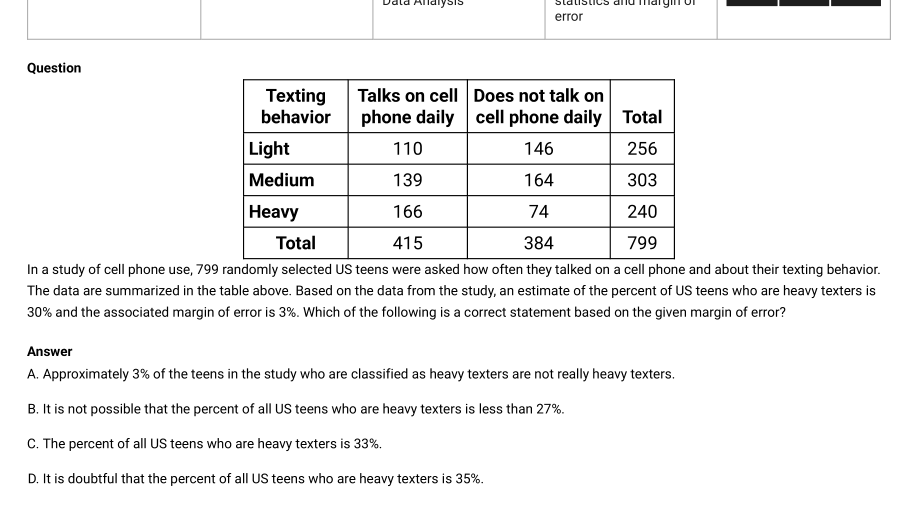 Data Analysis
statistics and margin of
error
Question
Texting behavior | Talks on cell phone daily | Does not talk on cell phone daily | Total
Light | 110 | 146 | 256
Medium | 139 | 164 | 303
Heavy | 166 | 74 | 240
Total | 415 | 384 | 799
In a study of cell phone use, 799 randomly selected US teens were asked how often they talked on a cell phone and about their texting behavior.
The data are summarized in the table above. Based on the data from the study, an estimate of the percent of US teens who are heavy texters is
30% and the associated margin of error is 3%. Which of the following is a correct statement based on the given margin of error?
Answer
A. Approximately 3% of the teens in the study who are classified as heavy texters are not really heavy texters.
B. It is not possible that the percent of all US teens who are heavy texters is less than 27%.
C. The percent of all US teens who are heavy texters is 33%.
D. It is doubtful that the percent of all US teens who are heavy texters is 35%.